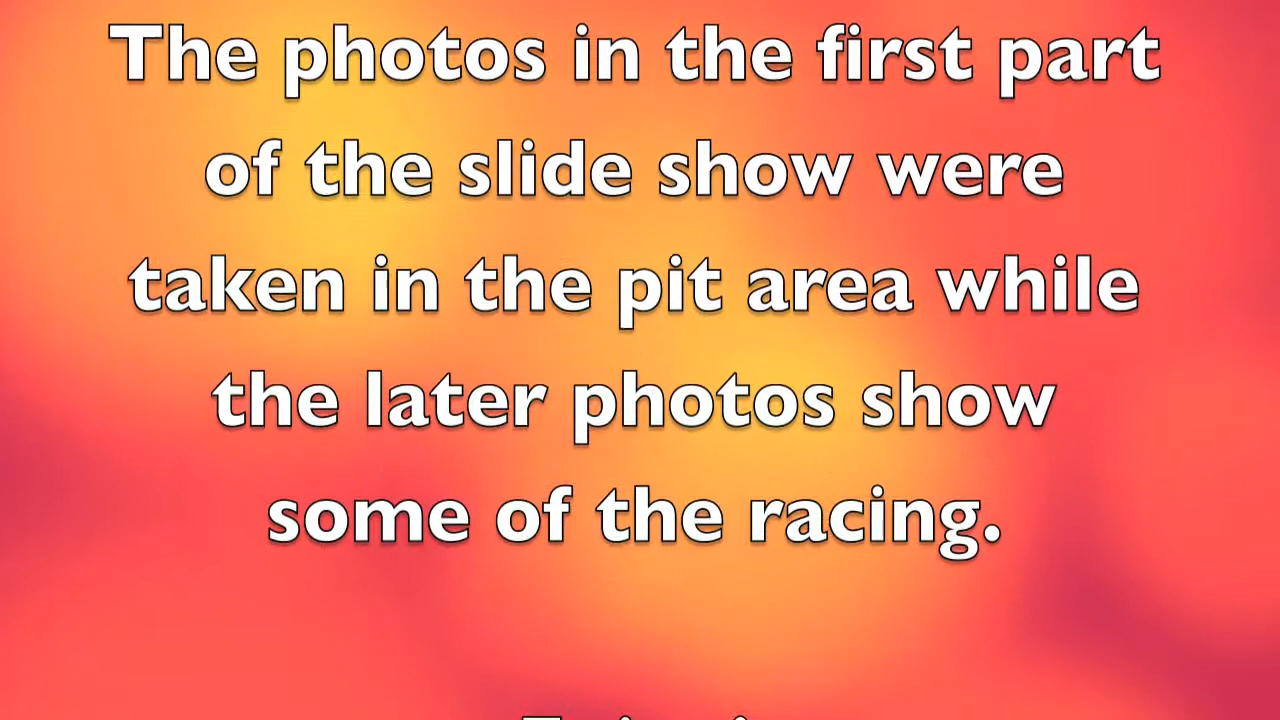 The photos in the first part
of the slide show were
taken in the pit area while
the later photos show
some of the racing.